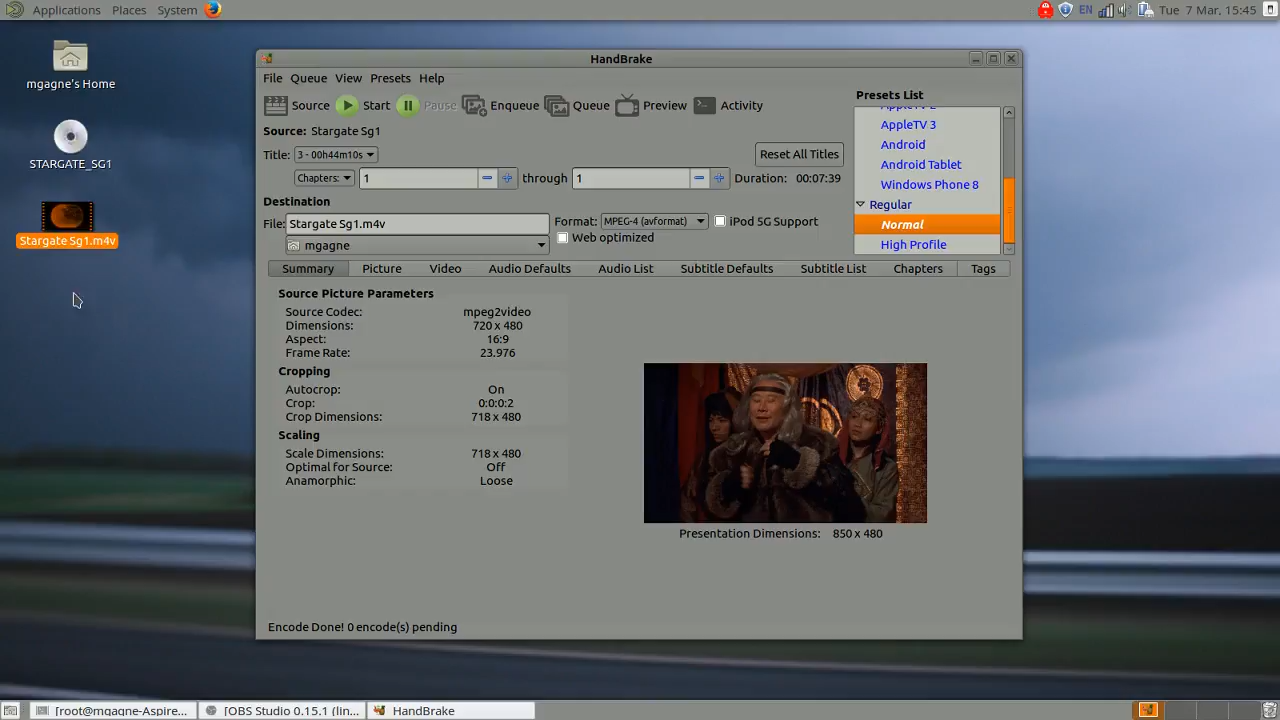 Applications Places System
EN Tue 7 Mar, 15:45
mgagne's Home
STARGATE_SG1
Stargate Sg1.m4v
HandBrake
File Queue View Presets Help
Source Start Pause Enqueue Queue Preview Activity
Source: Stargate Sg1
Title: 3 - 00h44m10s Reset All Titles
Chapters: 1 through 1 Duration: 00:07:39
Destination
File: Stargate Sg1.m4v Format: MPEG-4 (avformat) iPod 5G Support
mgagne Web optimized
Presets List
AppleTV 3
Android
Android Tablet
Windows Phone 8
Regular
Normal
High Profile
Summary Picture Video Audio Defaults Audio List Subtitle Defaults Subtitle List Chapters Tags
Source Picture Parameters
Source Codec: mpeg2video
Dimensions: 720 x 480
Aspect: 16:9
Frame Rate: 23.976
Cropping
Autocrop: On
Crop: 0:0:0:2
Crop Dimensions: 718 x 480
Scaling
Scale Dimensions: 718 x 480
Optimal for Source: Off
Anamorphic: Loose
Presentation Dimensions: 850 x 480
Encode Done! 0 encode(s) pending
[root@mgagne-Aspire... [OBS Studio 0.15.1 (lin... HandBrake